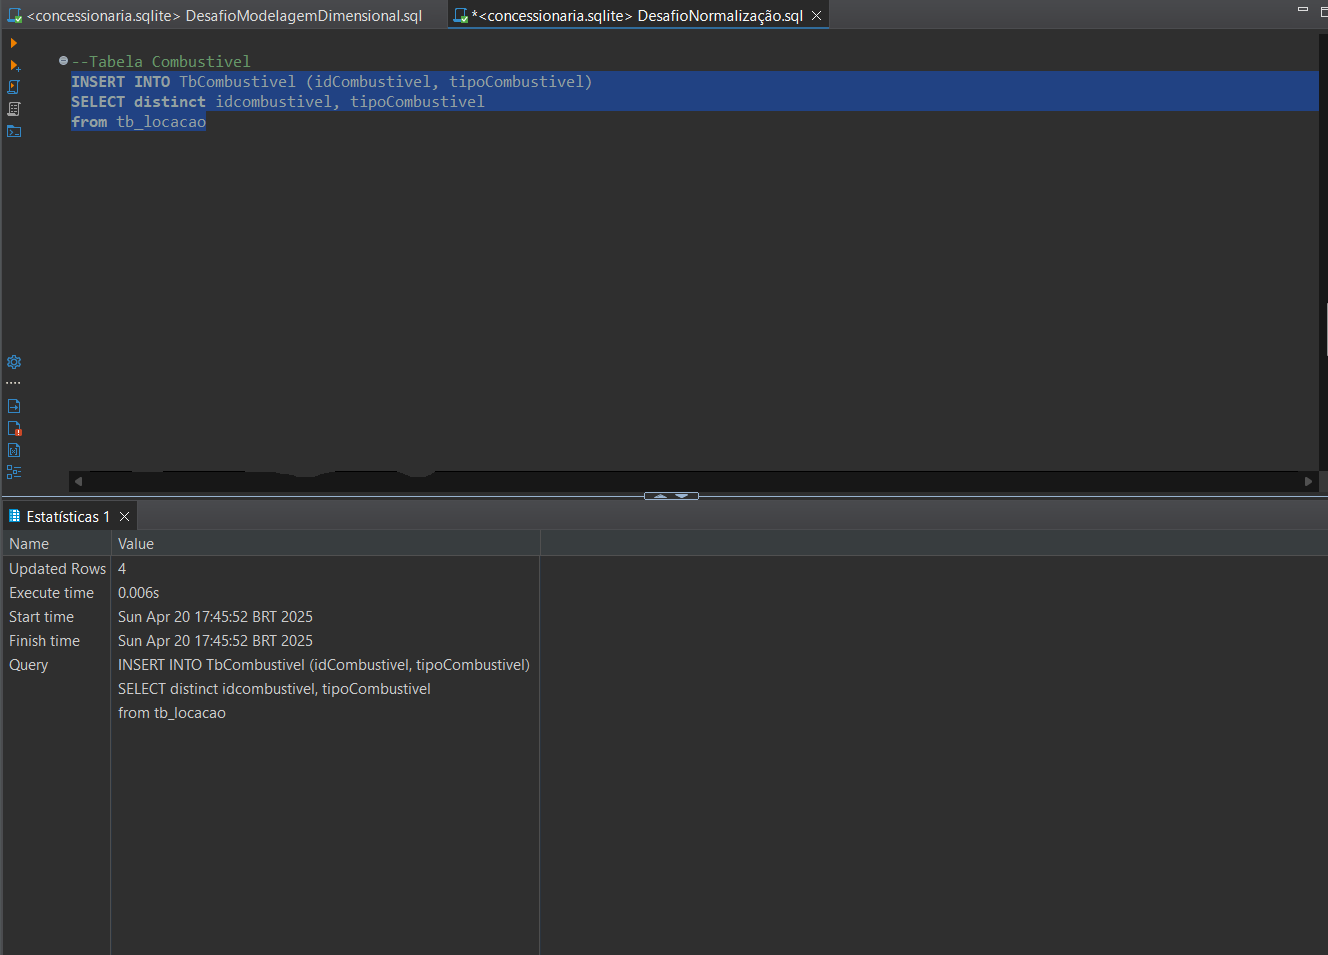 <concessionaria.sqlite> DesafioModelagemDimensional.sql
*<concessionaria.sqlite> DesafioNormalização.sql
--Tabela Combustivel
INSERT INTO TbCombustivel (idCombustivel, tipoCombustivel)
SELECT distinct idcombustivel, tipoCombustivel
from tb_locacao
Estatísticas 1
Name Value
Updated Rows 4
Execute time 0.006s
Start time Sun Apr 20 17:45:52 BRT 2025
Finish time Sun Apr 20 17:45:52 BRT 2025
Query INSERT INTO TbCombustivel (idCombustivel, tipoCombustivel)
SELECT distinct idcombustivel, tipoCombustivel
from tb_locacao